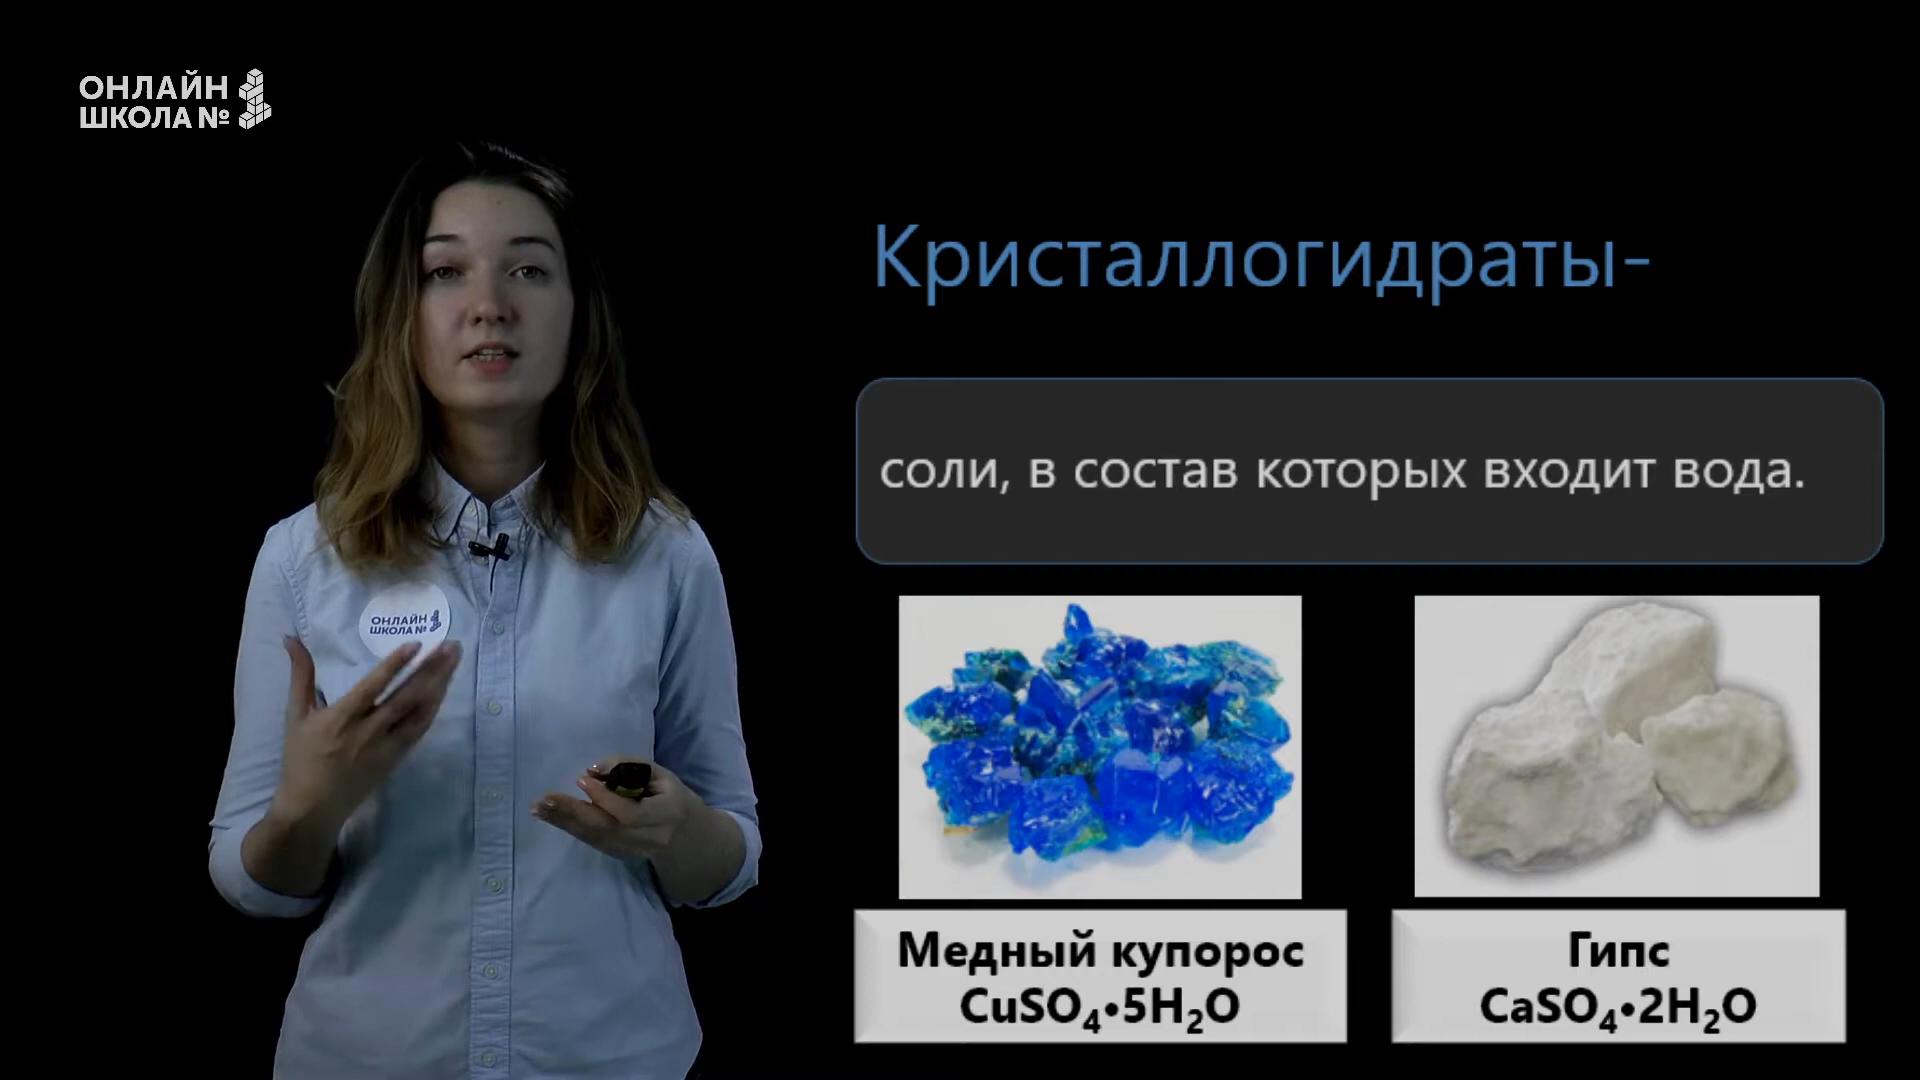 ОНЛАЙН
ШКОЛА №
Кристаллогидраты-
соли, в состав которых входит вода.
ОНЛАЙН
ШКОЛА №
Медный купорос
CuSO₄•5H₂O
Гипс
CaSO₄•2H₂O